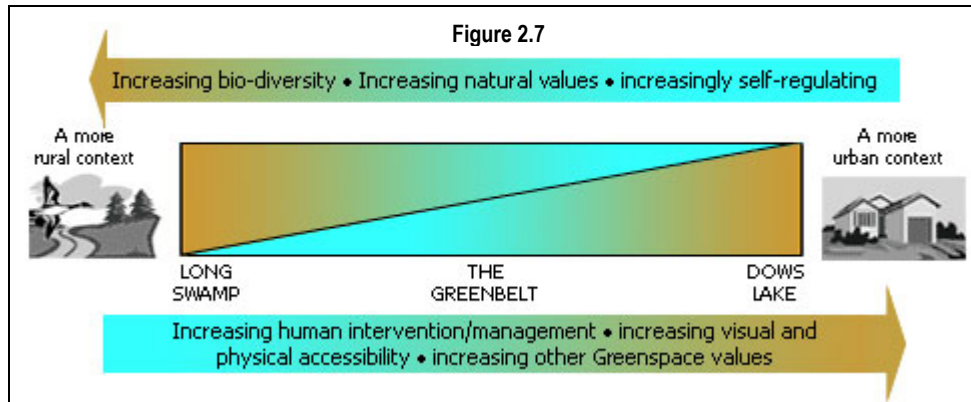 Figure 2.7
Increasing bio-diversity • Increasing natural values • increasingly self-regulating
A more
rural context
A more
urban context
LONG
SWAMP
THE
GREENBELT
DOWS
LAKE
Increasing human intervention/management • increasing visual and
physical accessibility • increasing other Greenspace values